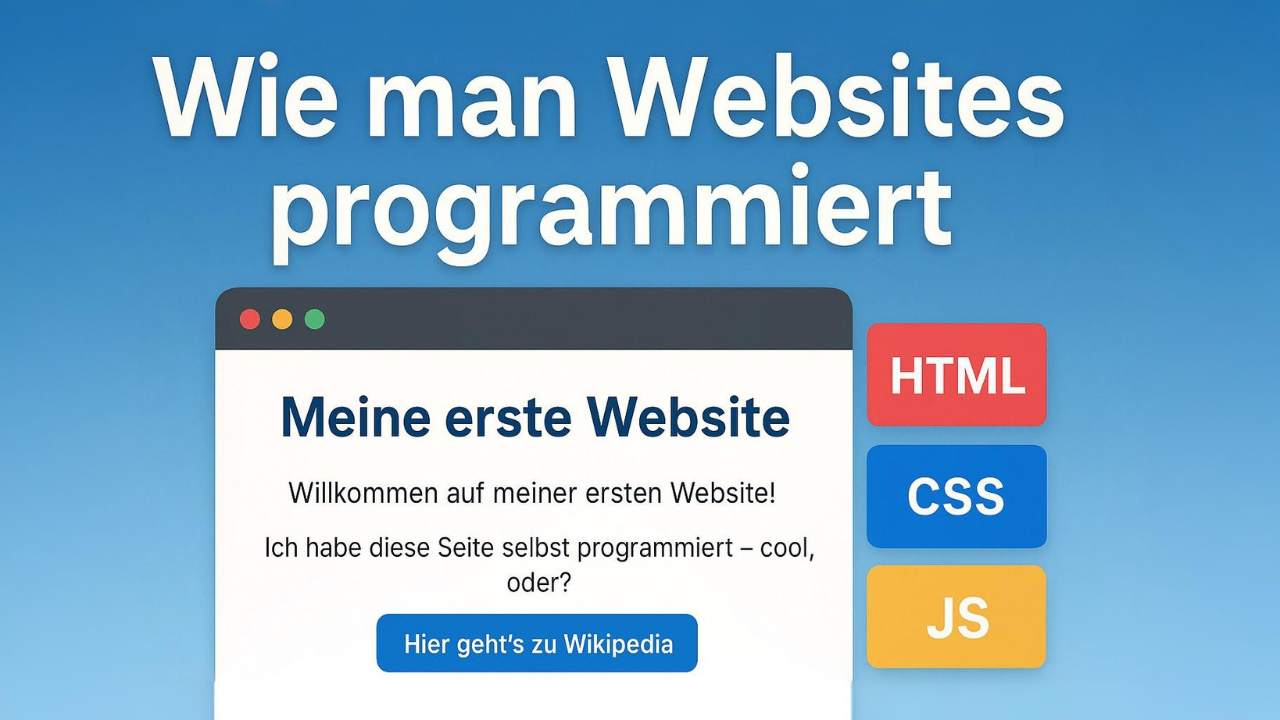 Wie man Websites
programmiert
Meine erste Website
Willkommen auf meiner ersten Website!
Ich habe diese Seite selbst programmiert – cool,
oder?
Hier geht’s zu Wikipedia
HTML
CSS
JS